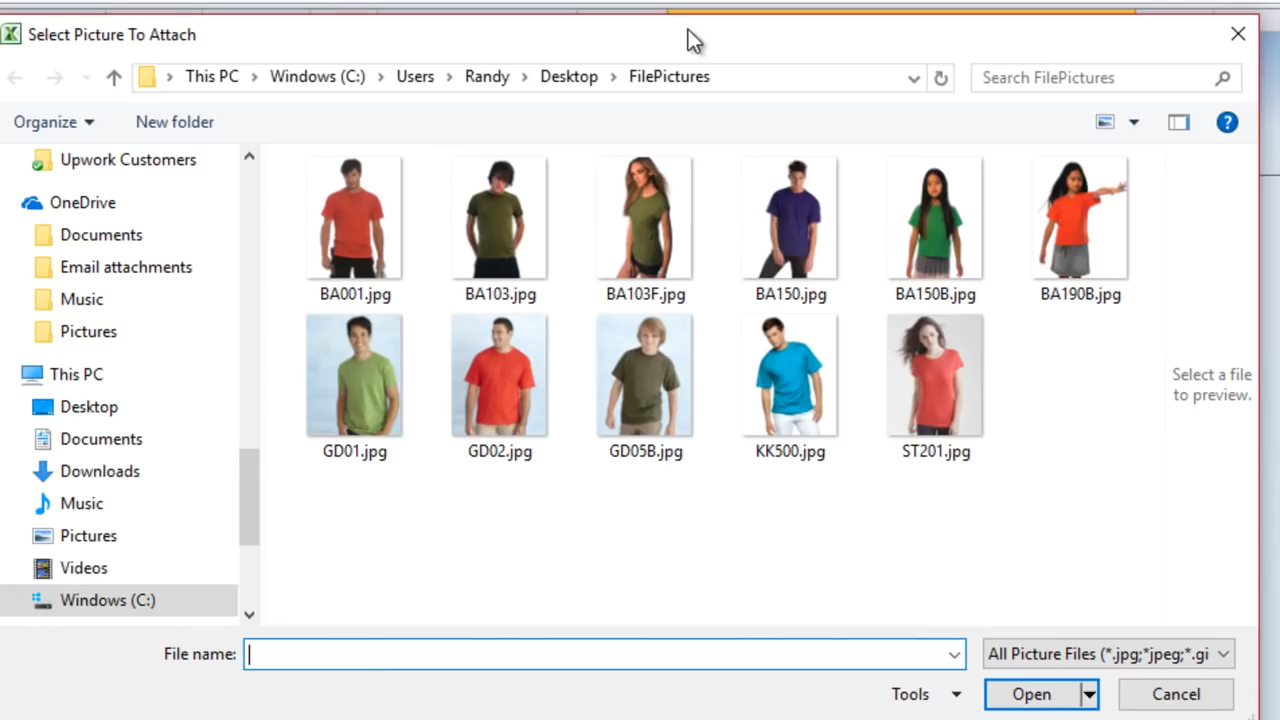 Select Picture To Attach
This PC > Windows (C:) > Users > Randy > Desktop > FilePictures
Search FilePictures
Organize
New folder
Upwork Customers
OneDrive
Documents
Email attachments
Music
Pictures
This PC
Desktop
Documents
Downloads
Music
Pictures
Videos
Windows (C:)
BA001.jpg
BA103.jpg
BA103F.jpg
BA150.jpg
BA150B.jpg
BA190B.jpg
GD01.jpg
GD02.jpg
GD05B.jpg
KK500.jpg
ST201.jpg
Select a file
to preview.
File name:
All Picture Files (*.jpg;*jpeg;*.gi
Tools
Open
Cancel